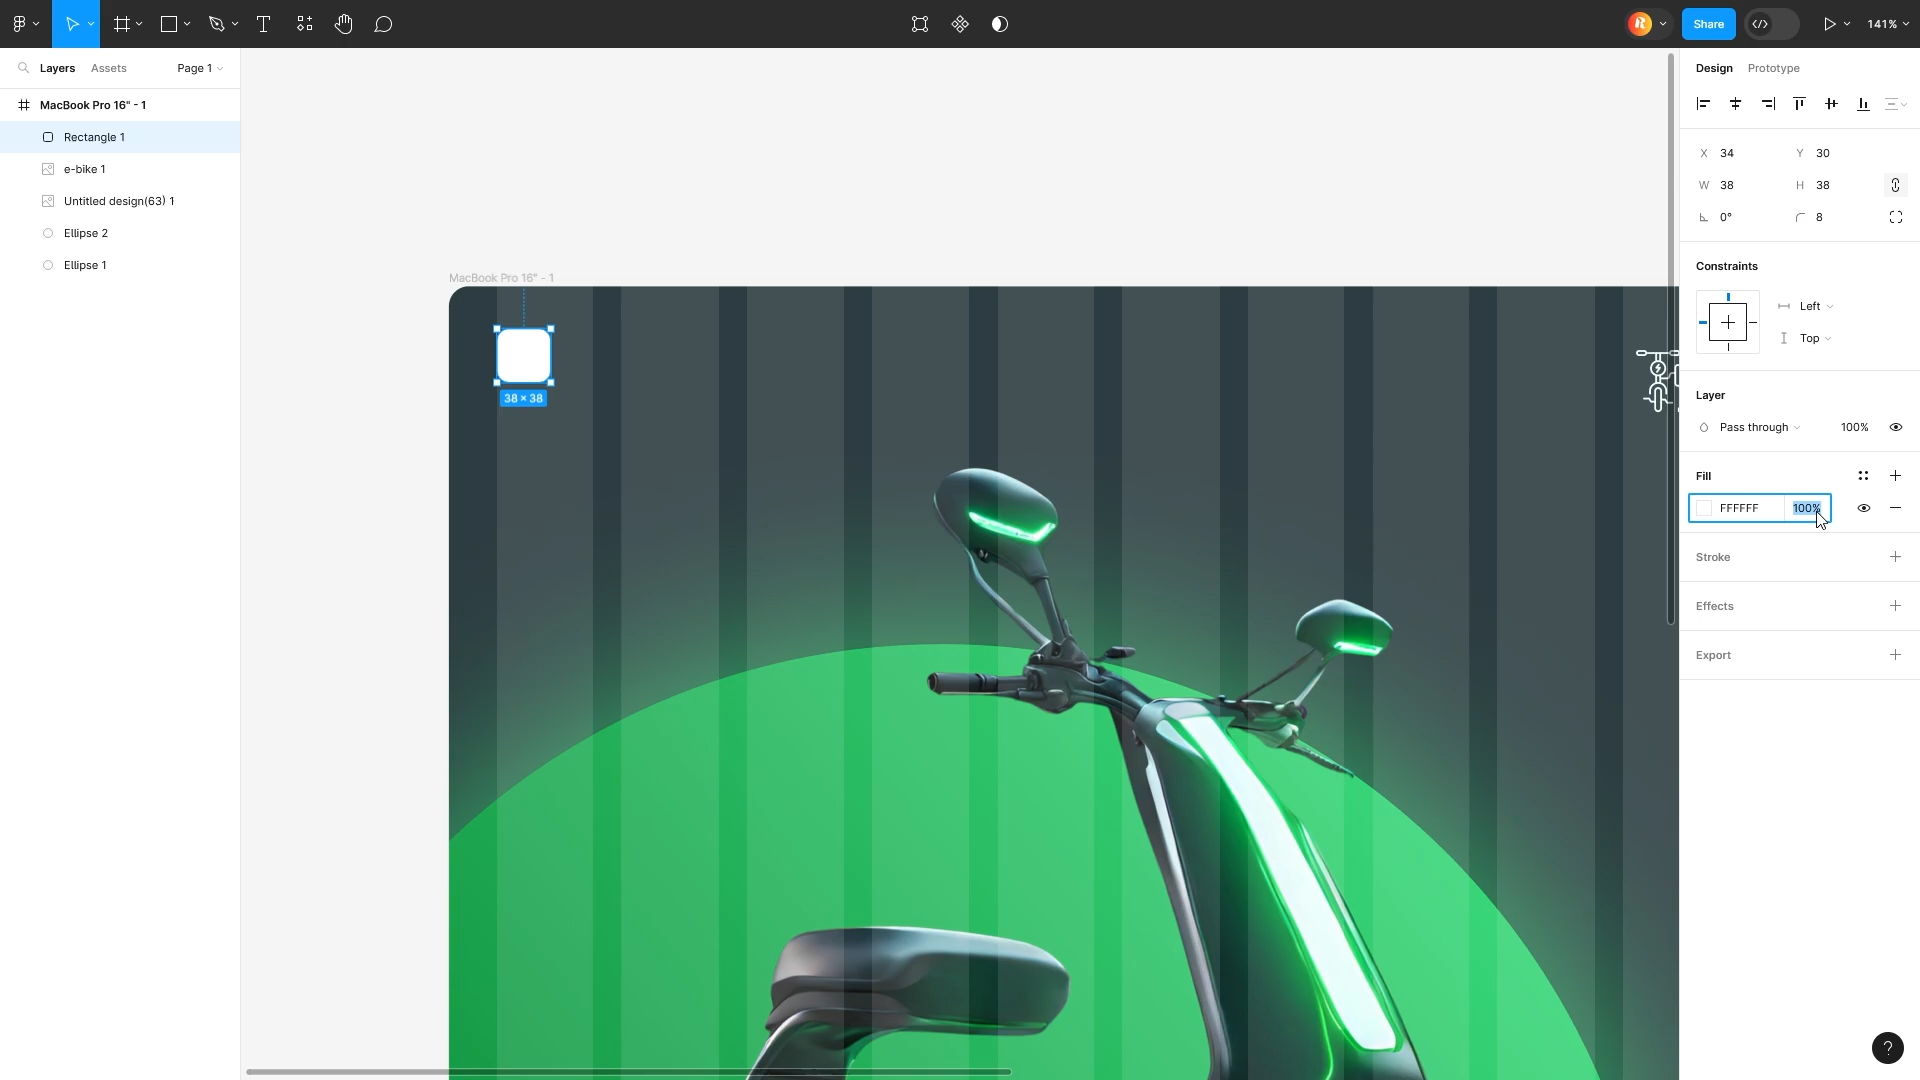 Share
141%
Layers
Assets
Page 1
MacBook Pro 16" - 1
Rectangle 1
e-bike 1
Untitled design(63) 1
Ellipse 2
Ellipse 1
MacBook Pro 16" - 1
38 × 38
Design
Prototype
X 34
Y 30
W 38
H 38
0°
8
Constraints
Left
Top
Layer
Pass through
100%
Fill
FFFFFF
100%
Stroke
Effects
Export
?